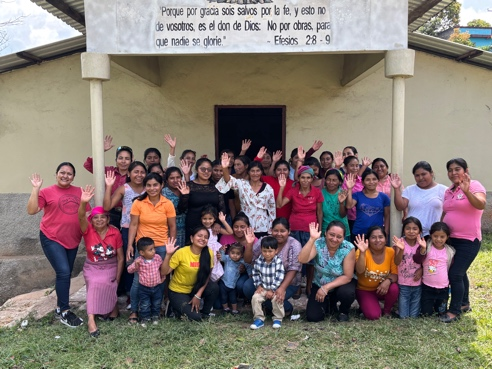 "Porque por gracia sois salvos por la fe, y esto no
de vosotros, es el don de Dios: No por obras, para
que nadie se glorie." - Efesios 2:8 - 9